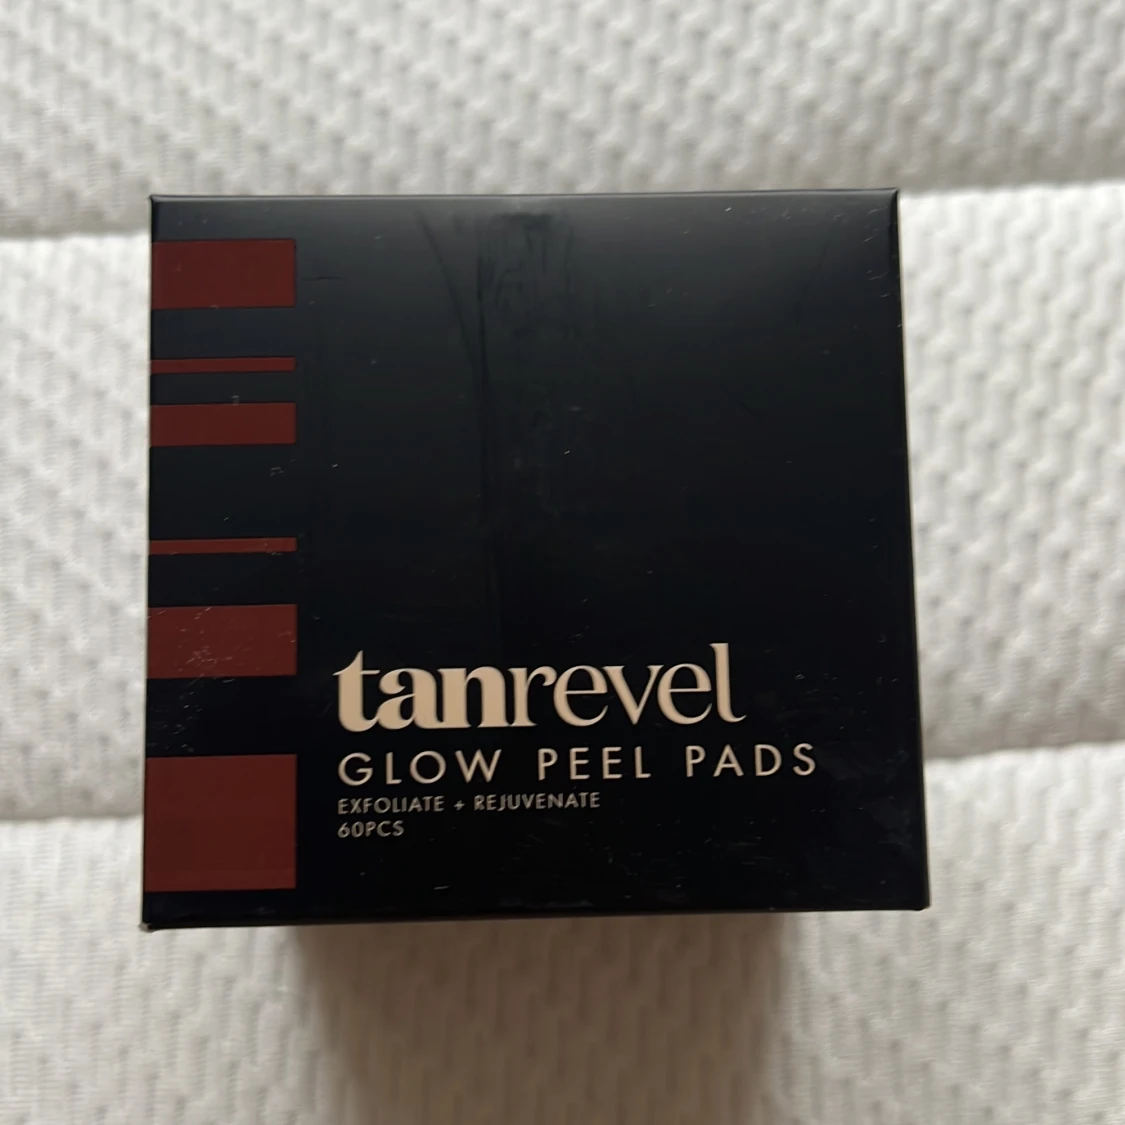 tanrevel
GLOW PEEL PADS
EXFOLIATE + REJUVENATE
60PCS